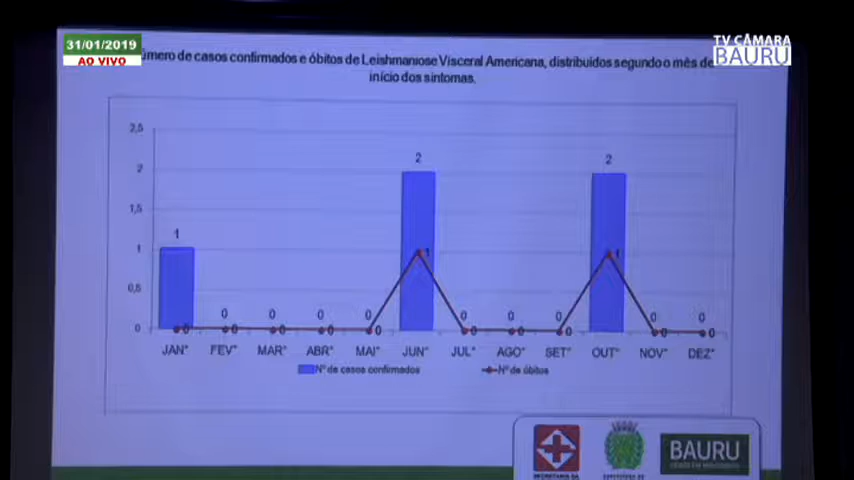 31/01/2019
AO VIVO
TV CÂMARA
BAURU
úmero de casos confirmados e óbitos de Leishmaniose Visceral Americana, distribuídos segundo o mês de
início dos sintomas.
2,5
2
1,5
1
0,5
0
1 0 0 0 0 2 0 0 0 2 0 0
0 0 0 0 0 1 0 0 0 1 0 0
JAN* FEV* MAR* ABR* MAI* JUN* JUL* AGO* SET* OUT* NOV* DEZ*
Nº de casos confirmados Nº de óbitos
SECRETARIA DA
BAURU